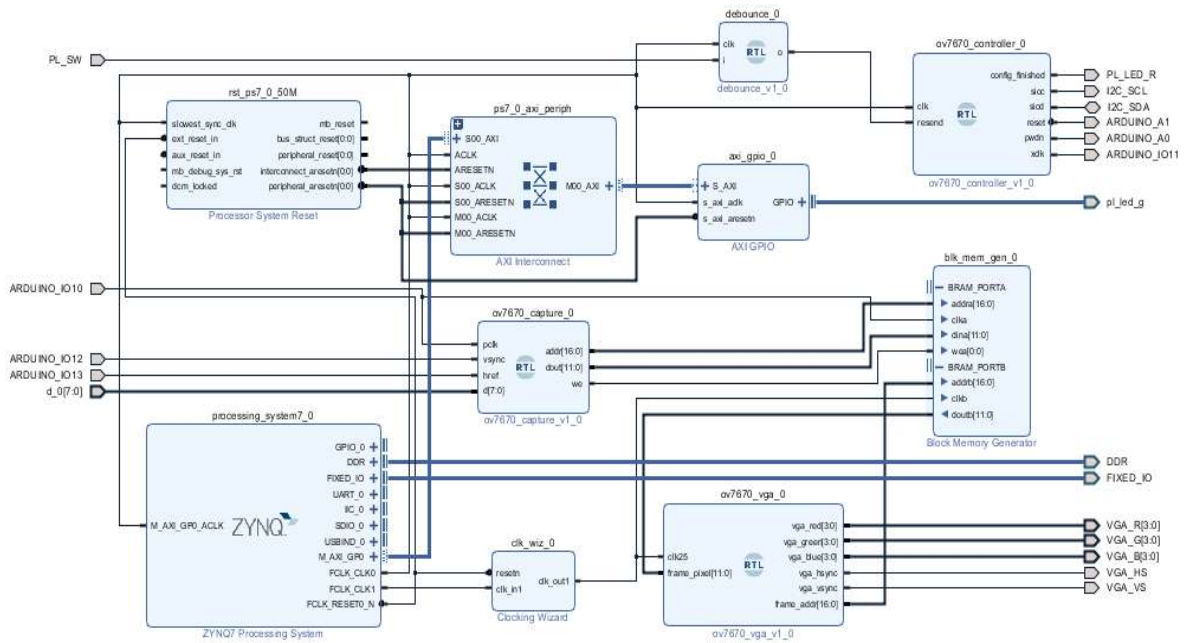 debounce_0
clk
i
o
RTL
debounce_v1_0
PL_SW
ov7670_controller_0
clk
resend
RTL
config_finished
sioc
siod
reset
pwdn
xclk
ov7670_controller_v1_0
PL_LED_R
I2C_SCL
I2C_SDA
ARDUINO_A1
ARDUINO_A0
ARDUINO_IO11
rst_ps7_0_50M
slowest_sync_clk
ext_reset_in
aux_reset_in
mb_debug_sys_rst
dcm_locked
mb_reset
bus_struct_reset[0:0]
peripheral_reset[0:0]
interconnect_aresetn[0:0]
peripheral_aresetn[0:0]
Processor System Reset
ps7_0_axi_periph
S00_AXI
ACLK
ARESETN
S00_ACLK
S00_ARESETN
M00_ACLK
M00_ARESETN
M00_AXI
AXI Interconnect
axi_gpio_0
S_AXI
s_axi_aclk
s_axi_aresetn
GPIO
AXI GPIO
pl_led_g
blk_mem_gen_0
BRAM_PORTA
addra[16:0]
clka
dina[11:0]
wea[0:0]
BRAM_PORTB
addrb[16:0]
clkb
doutb[11:0]
Block Memory Generator
ARDUINO_IO10
ARDUINO_IO12
ARDUINO_IO13
d_0[7:0]
ov7670_capture_0
pclk
vsync
href
d[7:0]
RTL
addr[16:0]
dout[11:0]
we
ov7670_capture_v1_0
processing_system7_0
M_AXI_GP0_ACLK
ZYNQ
GPIO_0
DDR
FIXED_IO
UART_0
IIC_0
SDIO_0
USBIND_0
M_AXI_GP0
FCLK_CLK0
FCLK_CLK1
FCLK_RESET0_N
ZYNQ7 Processing System
DDR
FIXED_IO
clk_wiz_0
resetn
clk_in1
clk_out1
Clocking Wizard
ov7670_vga_0
clk25
frame_pixel[11:0]
RTL
vga_red[3:0]
vga_green[3:0]
vga_blue[3:0]
vga_hsync
vga_vsync
frame_addr[16:0]
ov7670_vga_v1_0
VGA_R[3:0]
VGA_G[3:0]
VGA_B[3:0]
VGA_HS
VGA_VS